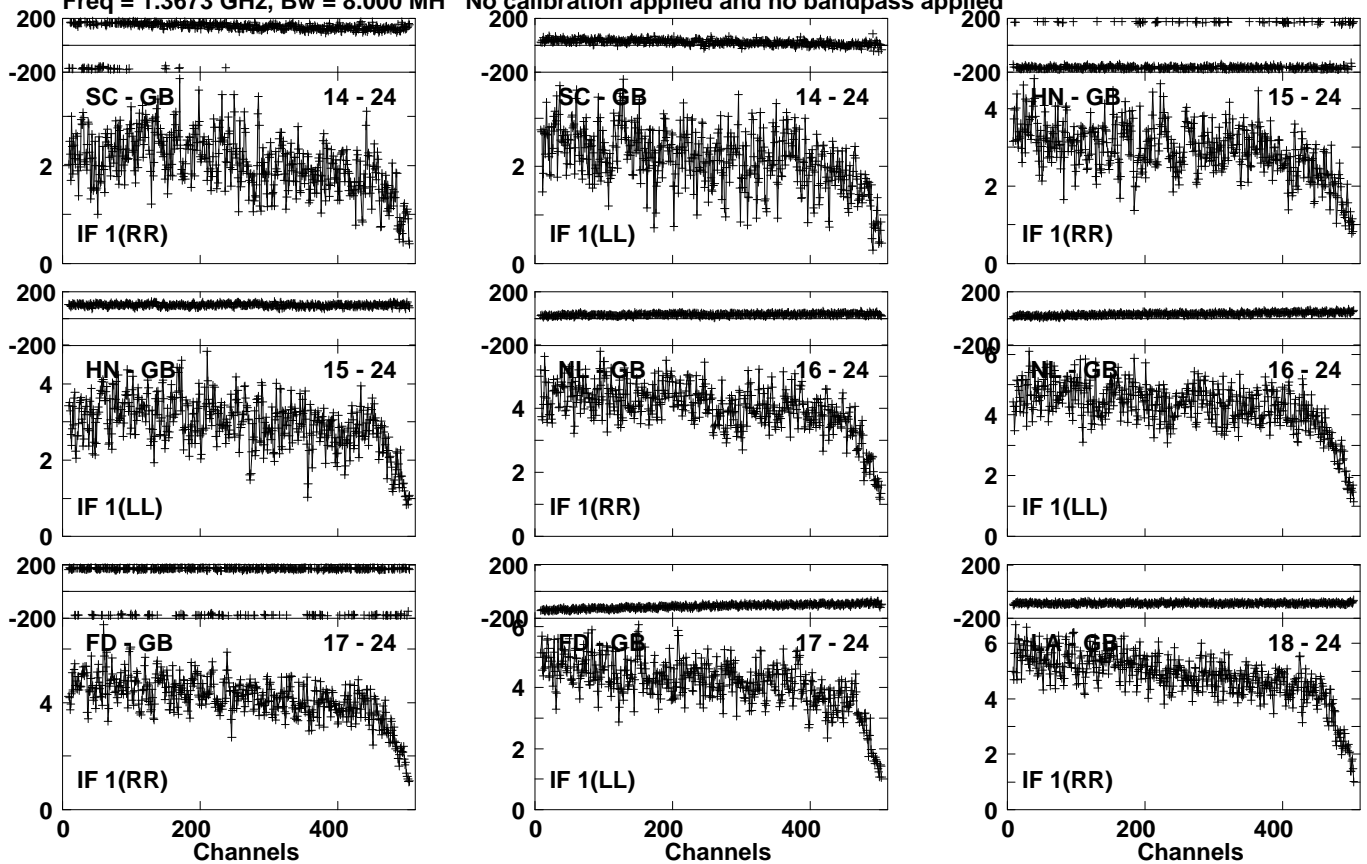 Freq = 1.3673 GHz, Bw = 8.000 MH No calibration applied and no bandpass applied
200
-200
SC - GB 14 - 24
2
0
IF 1(RR)
SC - GB 14 - 24
2
0
IF 1(LL)
200
-200
HN - GB 15 - 24
4
2
0
IF 1(RR)
200
-200
HN - GB 15 - 24
4
2
0
IF 1(LL)
200
-200
NL - GB 16 - 24
4
2
0
IF 1(RR)
200
-200
6
NL - GB 16 - 24
4
2
0
IF 1(LL)
200
-200
FD - GB 17 - 24
4
0
IF 1(RR)
0 200 400
Channels
200
-200
6
FD - GB 17 - 24
4
2
0
IF 1(LL)
0 200 400
Channels
200
-200
6
LA - GB 18 - 24
4
2
0
IF 1(RR)
0 200 400
Channels